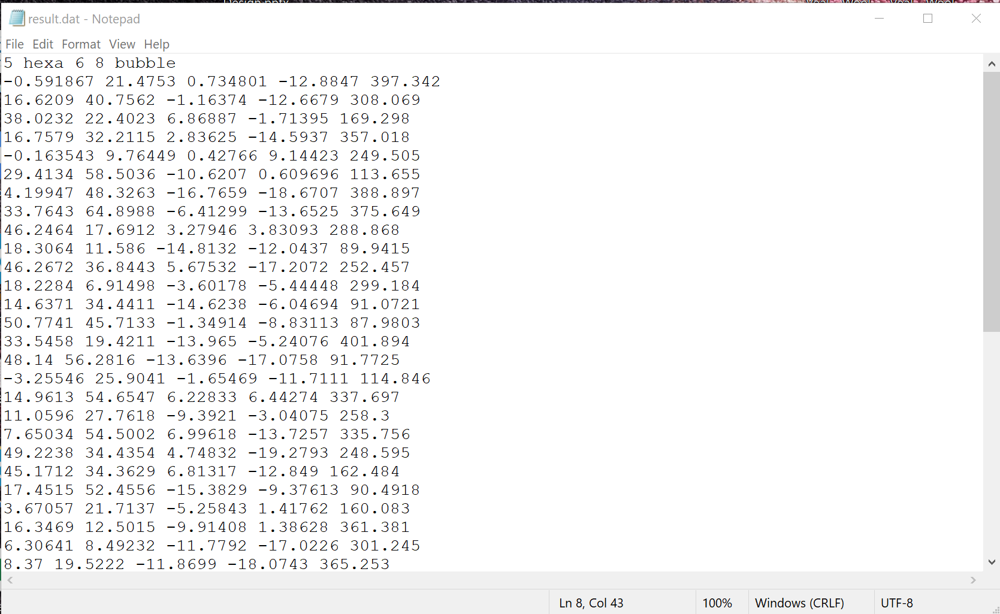 result.dat - Notepad
File Edit Format View Help
5 hexa 6 8 bubble
-0.591867 21.4753 0.734801 -12.8847 397.342
16.6209 40.7562 -1.16374 -12.6679 308.069
38.0232 22.4023 6.86887 -1.71395 169.298
16.7579 32.2115 2.83625 -14.5937 357.018
-0.163543 9.76449 0.42766 9.14423 249.505
29.4134 58.5036 -10.6207 0.609696 113.655
4.19947 48.3263 -16.7659 -18.6707 388.897
33.7643 64.8988 -6.41299 -13.6525 375.649
46.2464 17.6912 3.27946 3.83093 288.868
18.3064 11.586 -14.8132 -12.0437 89.9415
46.2672 36.8443 5.67532 -17.2072 252.457
18.2284 6.91498 -3.60178 -5.44448 299.184
14.6371 34.4411 -14.6238 -6.04694 91.0721
50.7741 45.7133 -1.34914 -8.83113 87.9803
33.5458 19.4211 -13.965 -5.24076 401.894
48.14 56.2816 -13.6396 -17.0758 91.7725
-3.25546 25.9041 -1.65469 -11.7111 114.846
14.9613 54.6547 6.22833 6.44274 337.697
11.0596 27.7618 -9.3921 -3.04075 258.3
7.65034 54.5002 6.99618 -13.7257 335.756
49.2238 34.4354 4.74832 -19.2793 248.595
45.1712 34.3629 6.81317 -12.849 162.484
17.4515 52.4556 -15.3829 -9.37613 90.4918
3.67057 21.7137 -5.25843 1.41762 160.083
16.3469 12.5015 -9.91408 1.38628 361.381
6.30641 8.49232 -11.7792 -17.0226 301.245
8.37 19.5222 -11.8699 -18.0743 365.253
Ln 8, Col 43 100% Windows (CRLF) UTF-8